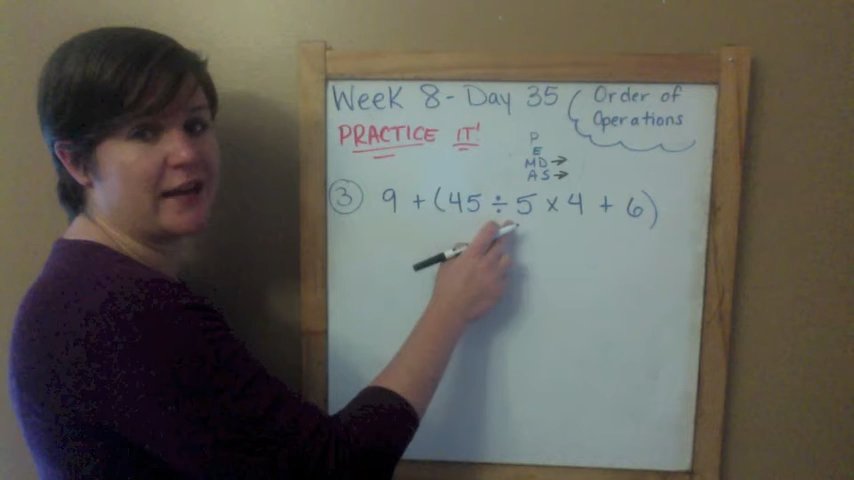 Week 8 - Day 35
Order of
Operations
PRACTICE IT!
P
E
MD→
AS→
3 9 + (45 ÷ 5 × 4 + 6)